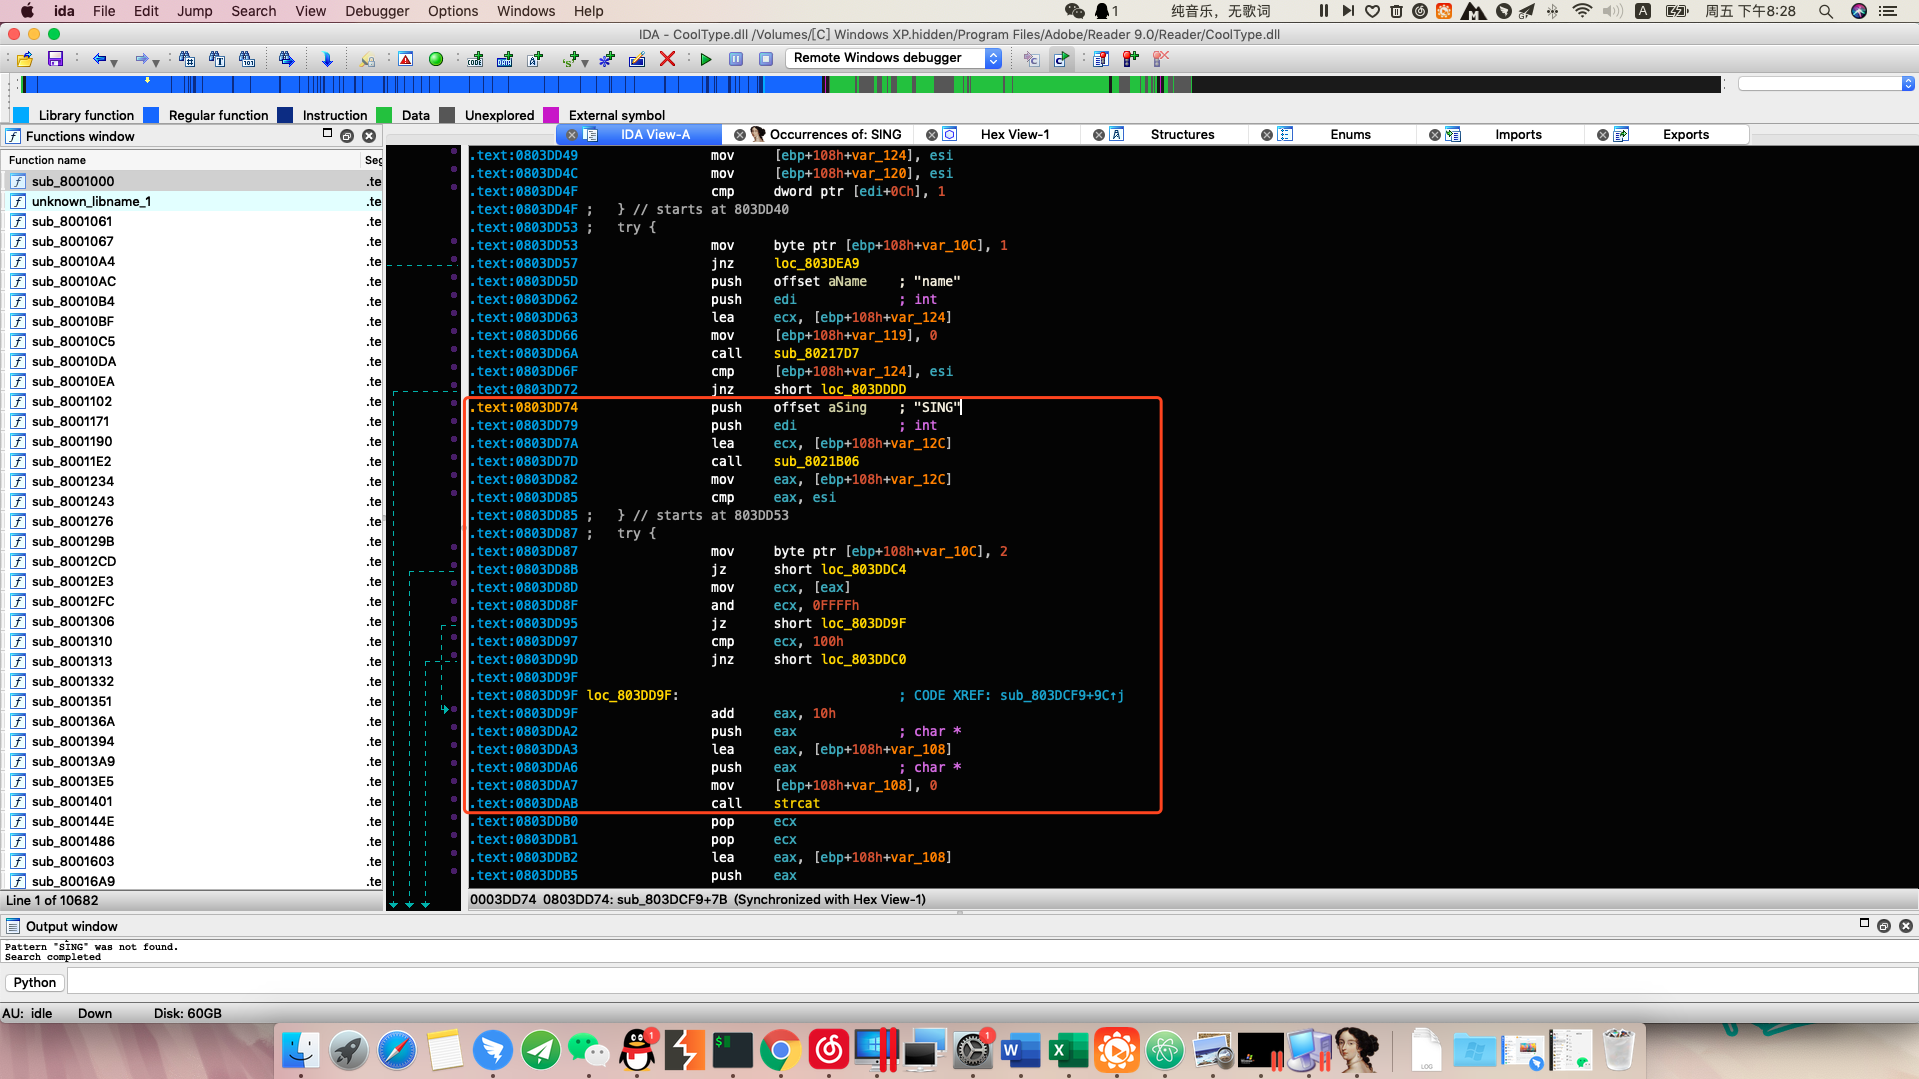 ida File Edit Jump Search View Debugger Options Windows Help 1 纯音乐，无歌词 A 周五 下午8:28
IDA - CoolType.dll /Volumes/[C] Windows XP.hidden/Program Files/Adobe/Reader 9.0/Reader/CoolType.dll
Remote Windows debugger
Library function Regular function Instruction Data Unexplored External symbol
Functions window
IDA View-A Occurrences of: SING Hex View-1 Structures Enums Imports Exports
Function name Seg
sub_8001000 .te
unknown_libname_1 .te
sub_8001061 .te
sub_8001067 .te
sub_80010A4 .te
sub_80010AC .te
sub_80010B4 .te
sub_80010BF .te
sub_80010C5 .te
sub_80010DA .te
sub_80010EA .te
sub_8001102 .te
sub_8001171 .te
sub_8001190 .te
sub_80011E2 .te
sub_8001234 .te
sub_8001243 .te
sub_8001276 .te
sub_800129B .te
sub_80012CD .te
sub_80012E3 .te
sub_80012FC .te
sub_8001306 .te
sub_8001310 .te
sub_8001313 .te
sub_8001332 .te
sub_8001351 .te
sub_800136A .te
sub_8001394 .te
sub_80013A9 .te
sub_80013E5 .te
sub_8001401 .te
sub_800144E .te
sub_8001486 .te
sub_8001603 .te
sub_80016A9 .te
Line 1 of 10682
.text:0803DD49 mov [ebp+108h+var_124], esi
.text:0803DD4C mov [ebp+108h+var_120], esi
.text:0803DD4F cmp dword ptr [edi+0Ch], 1
.text:0803DD4F ; } // starts at 803DD40
.text:0803DD53 ; try {
.text:0803DD53 mov byte ptr [ebp+108h+var_10C], 1
.text:0803DD57 jnz loc_803DEA9
.text:0803DD5D push offset aName ; "name"
.text:0803DD62 push edi ; int
.text:0803DD63 lea ecx, [ebp+108h+var_124]
.text:0803DD66 mov [ebp+108h+var_119], 0
.text:0803DD6A call sub_80217D7
.text:0803DD6F cmp [ebp+108h+var_124], esi
.text:0803DD72 jnz short loc_803DDDD
.text:0803DD74 push offset aSing ; "SING"
.text:0803DD79 push edi ; int
.text:0803DD7A lea ecx, [ebp+108h+var_12C]
.text:0803DD7D call sub_8021B06
.text:0803DD82 mov eax, [ebp+108h+var_12C]
.text:0803DD85 cmp eax, esi
.text:0803DD85 ; } // starts at 803DD53
.text:0803DD87 ; try {
.text:0803DD87 mov byte ptr [ebp+108h+var_10C], 2
.text:0803DD8B jz short loc_803DDC4
.text:0803DD8D mov ecx, [eax]
.text:0803DD8F and ecx, 0FFFFh
.text:0803DD95 jz short loc_803DD9F
.text:0803DD97 cmp ecx, 100h
.text:0803DD9D jnz short loc_803DDC0
.text:0803DD9F
.text:0803DD9F loc_803DD9F: ; CODE XREF: sub_803DCF9+9C↑j
.text:0803DD9F add eax, 10h
.text:0803DDA2 push eax ; char *
.text:0803DDA3 lea eax, [ebp+108h+var_108]
.text:0803DDA6 push eax ; char *
.text:0803DDA7 mov [ebp+108h+var_108], 0
.text:0803DDAB call strcat
.text:0803DDB0 pop ecx
.text:0803DDB1 pop ecx
.text:0803DDB2 lea eax, [ebp+108h+var_108]
.text:0803DDB5 push eax
0003DD74 0803DD74: sub_803DCF9+7B (Synchronized with Hex View-1)
Output window
Pattern "SING" was not found.
Search completed
Python
AU: idle Down Disk: 60GB